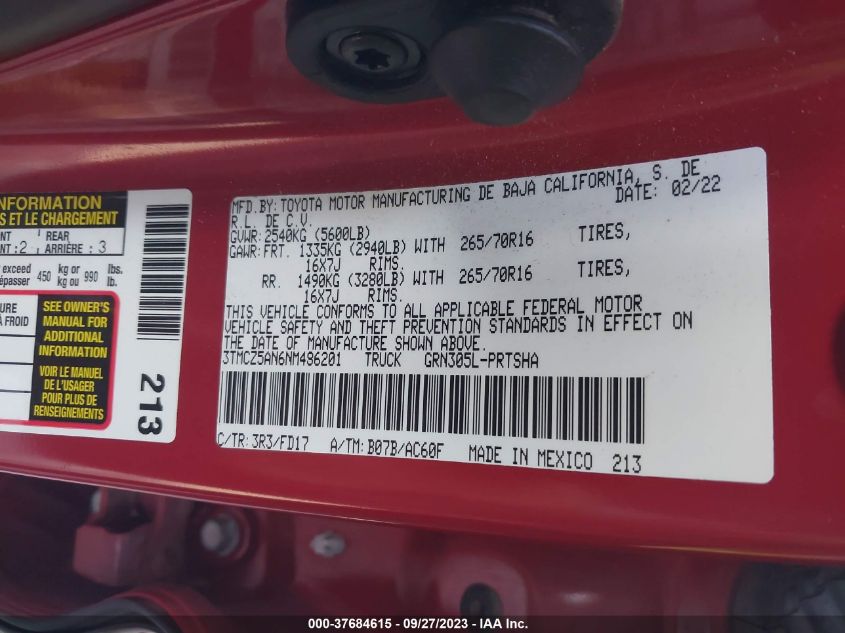 MFD.BY: TOYOTA MOTOR MANUFACTURING DE BAJA CALIFORNIA, S. DE
R.L. DE C.V. DATE: 02/22
GVWR: 2540KG (5600LB)
GAWR: FRT. 1335KG (2940LB) WITH 265/70R16 TIRES,
16X7J RIMS.
RR. 1490KG (3280LB) WITH 265/70R16 TIRES,
16X7J RIMS.
THIS VEHICLE CONFORMS TO ALL APPLICABLE FEDERAL MOTOR
VEHICLE SAFETY AND THEFT PREVENTION STANDARDS IN EFFECT ON
THE DATE OF MANUFACTURE SHOWN ABOVE.
3TMCZ5AN6NM486201 TRUCK GRN305L-PRTSHA
C/TR: 3R3/FD17 A/TM: B07B/AC60F MADE IN MEXICO 213
INFORMATION
ET LE CHARGEMENT
2 REAR 3
ARRIÈRE :
exceed 450 kg or 990 lbs.
kg ou lb.
À FROID
SEE OWNER'S
MANUAL FOR
ADDITIONAL
INFORMATION
VOIR LE MANUEL
DE L'USAGER
POUR PLUS DE
RENSEIGNEMENTS
213
000-37684615 - 09/27/2023 - IAA Inc.